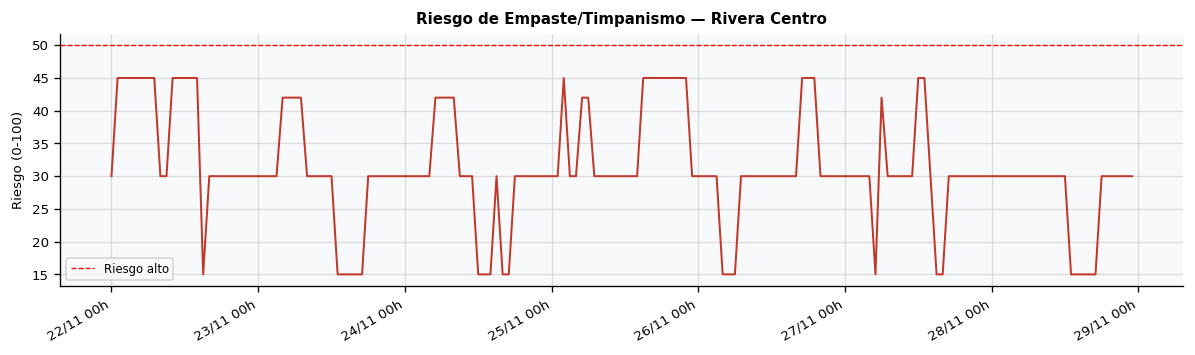 Riesgo de Empaste/Timpanismo — Rivera Centro
Riesgo (0-100)
50
45
40
35
30
25
20
15
Riesgo alto
22/11 00h
23/11 00h
24/11 00h
25/11 00h
26/11 00h
27/11 00h
28/11 00h
29/11 00h